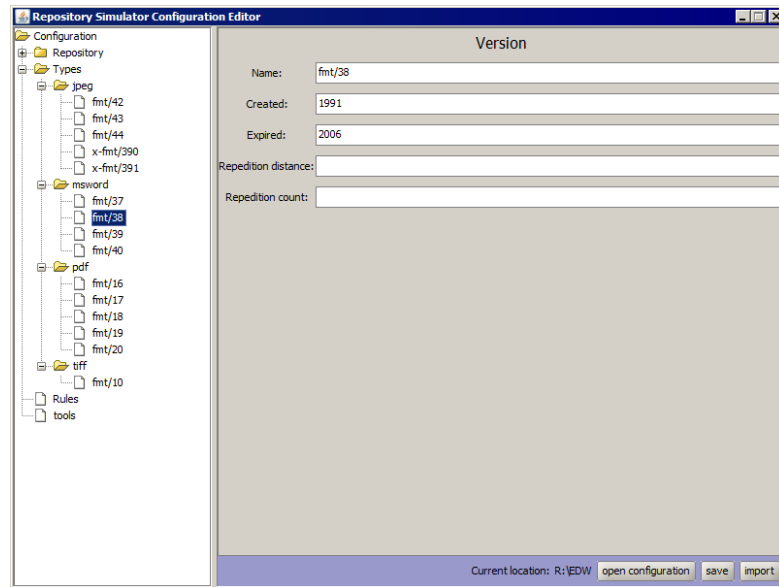 Repository Simulator Configuration Editor
Configuration
Repository
Types
jpeg
fmt/42
fmt/43
fmt/44
x-fmt/390
x-fmt/391
msword
fmt/37
fmt/38
fmt/39
fmt/40
pdf
fmt/16
fmt/17
fmt/18
fmt/19
fmt/20
tiff
fmt/10
Rules
tools
Version
Name: fmt/38
Created: 1991
Expired: 2006
Repedition distance:
Repedition count:
Current location: R:\EDW open configuration save import